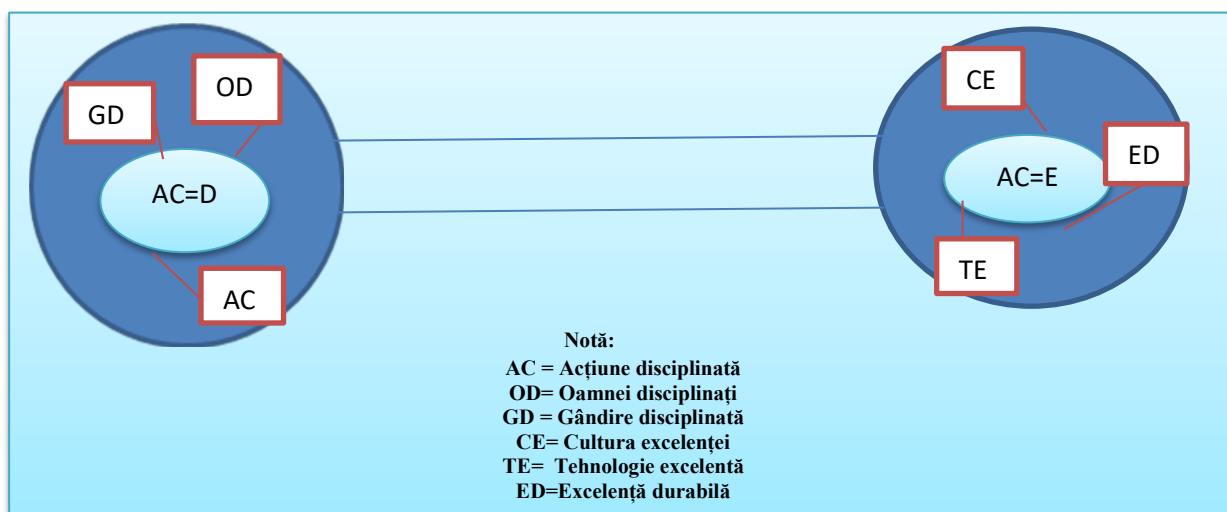 OD
GD
AC=D
AC
CE
ED
AC=E
TE
Notă:
AC = Acțiune disciplinată
OD= Oamnei disciplinați
GD = Gândire disciplinată
CE= Cultura excelenței
TE= Tehnologie excelentă
ED=Excelență durabilă